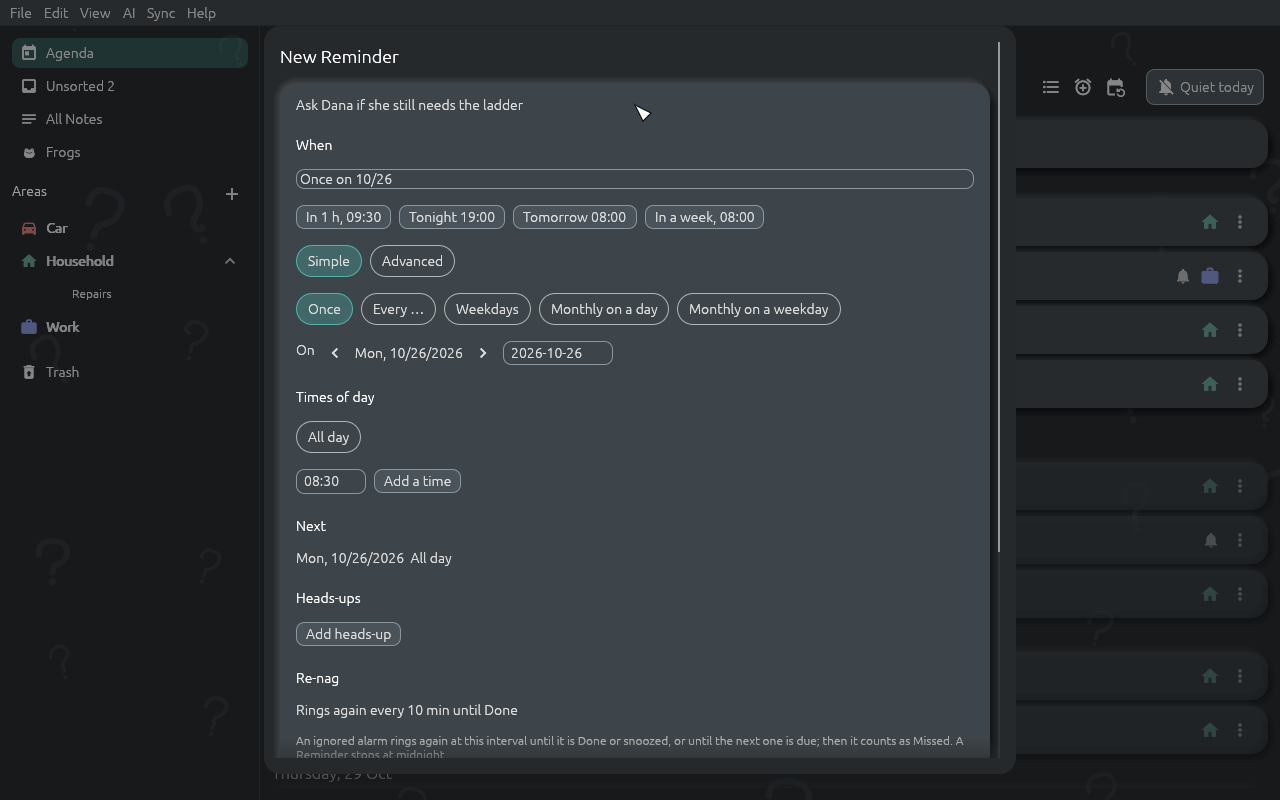 File Edit View AI Sync Help
Agenda
Unsorted 2
All Notes
Frogs
Areas
Car
Household
Repairs
Work
Trash
New Reminder
Ask Dana if she still needs the ladder
When
Once on 10/26
In 1 h, 09:30 Tonight 19:00 Tomorrow 08:00 In a week, 08:00
Simple Advanced
Once Every ... Weekdays Monthly on a day Monthly on a weekday
On Mon, 10/26/2026 2026-10-26
Times of day
All day
08:30 Add a time
Next
Mon, 10/26/2026 All day
Heads-ups
Add heads-up
Re-nag
Rings again every 10 min until Done
An ignored alarm rings again at this interval until it is Done or snoozed, or until the next one is due; then it counts as Missed. A
Reminder stops at midnight
Quiet today
Thursday, 29 Oct